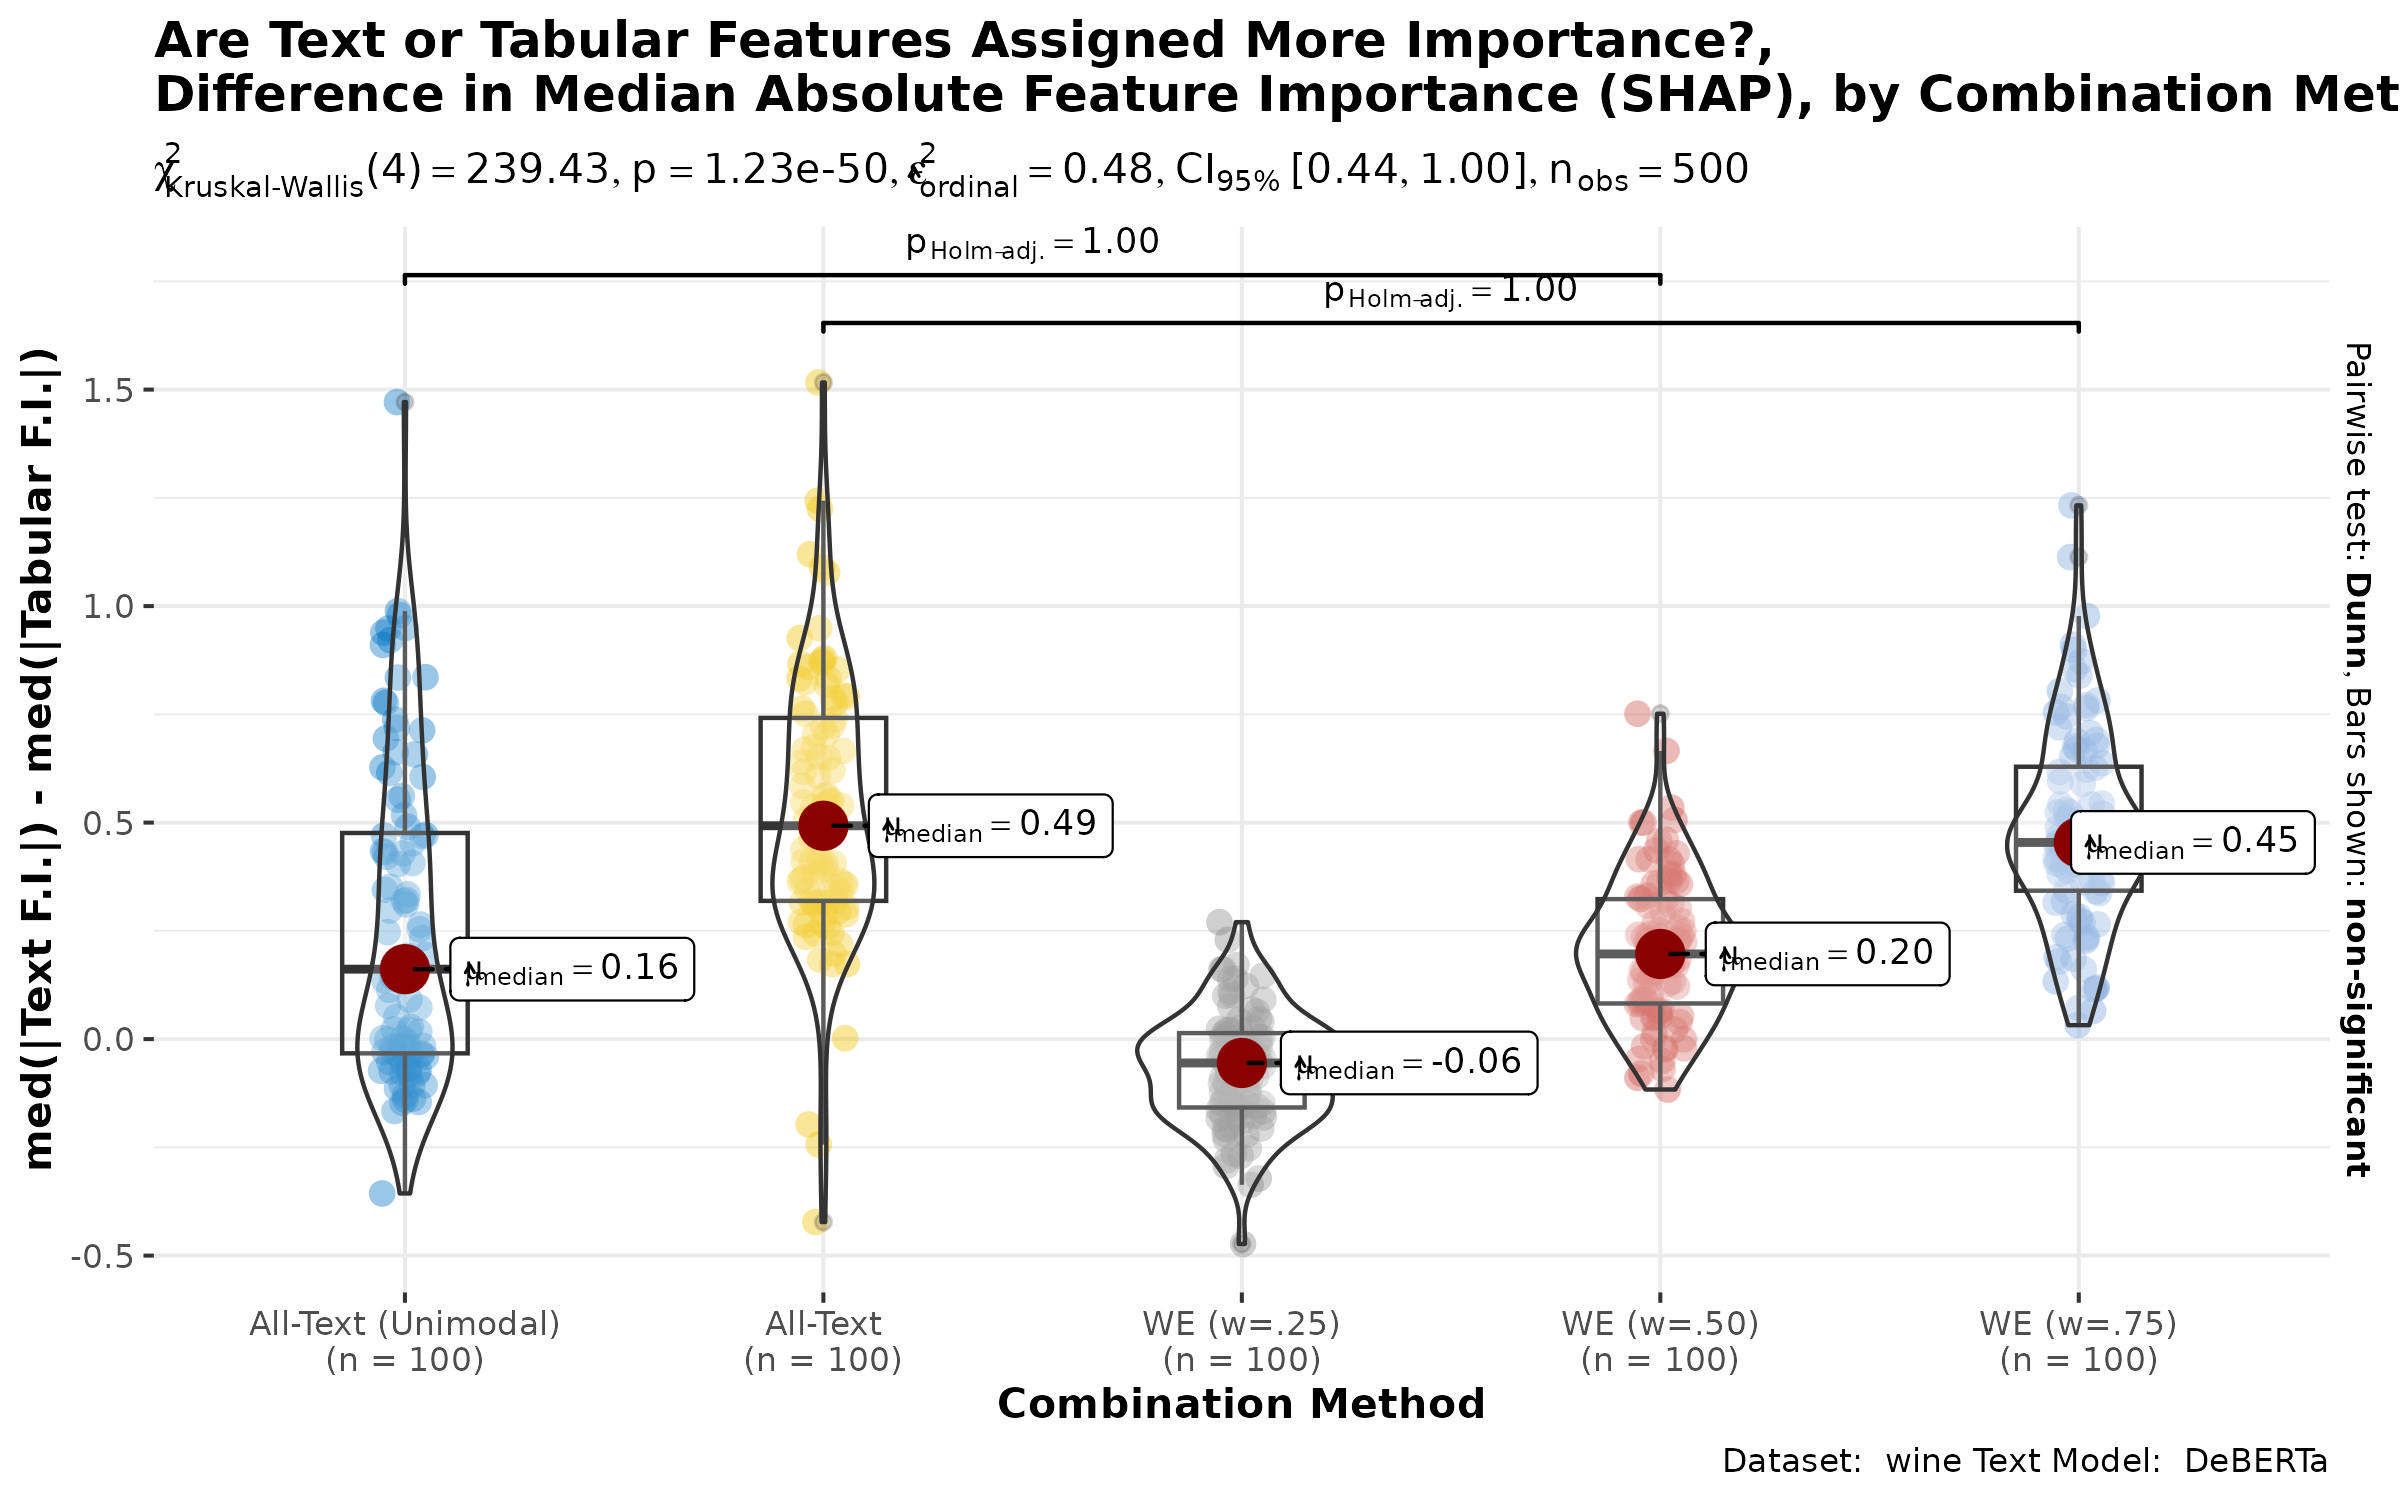 Are Text or Tabular Features Assigned More Importance?,
Difference in Median Absolute Feature Importance (SHAP), by Combination Met
χ²Kruskal-Wallis(4) = 239.43, p = 1.23e-50, ε²ordinal = 0.48, CI95% [0.44, 1.00], nobs = 500
pHolm-adj. = 1.00
pHolm-adj. = 1.00
med(|Text F.I.|) - med(|Tabular F.I.|)
1.5
1.0
0.5
0.0
-0.5
μ̂median = 0.16
μ̂median = 0.49
μ̂median = -0.06
μ̂median = 0.20
μ̂median = 0.45
Pairwise test: Dunn, Bars shown: non-significant
All-Text (Unimodal)
(n = 100)
All-Text
(n = 100)
WE (w=.25)
(n = 100)
WE (w=.50)
(n = 100)
WE (w=.75)
(n = 100)
Combination Method
Dataset:  wine Text Model:  DeBERTa